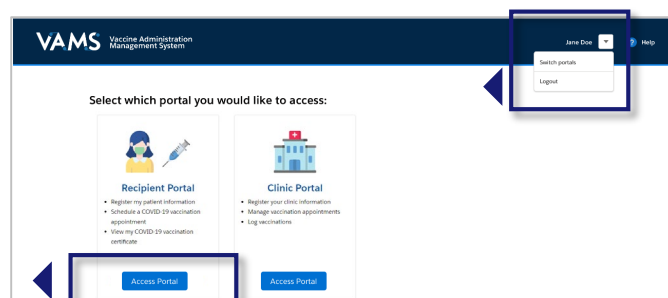 VAMS Vaccine Administration
Management System
Jane Doe
? Help
Switch portals
Logout
Select which portal you would like to access:
Recipient Portal
• Register my patient information
• Schedule a COVID-19 vaccination
appointment
• View my COVID-19 vaccination
certificate
Access Portal
Clinic Portal
• Register your clinic information
• Manage vaccination appointments
• Log vaccinations
Access Portal